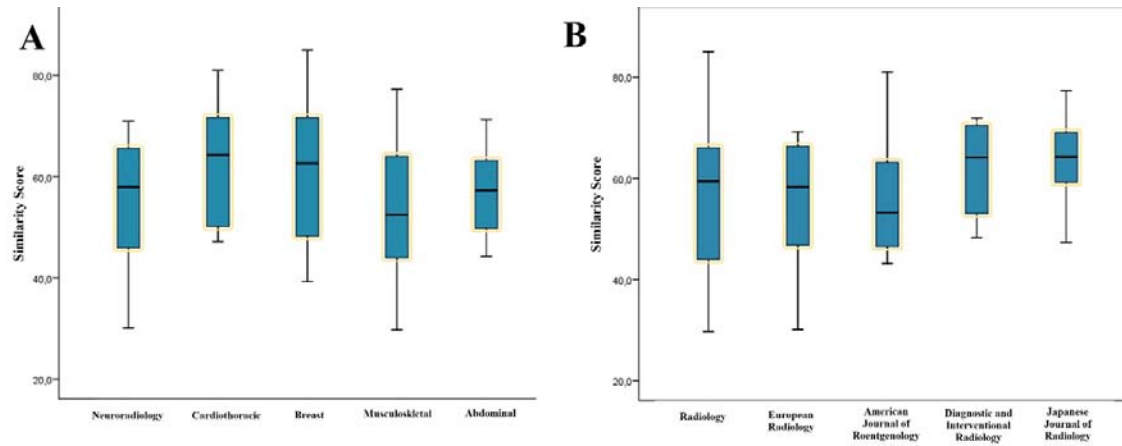 A
Similarity Score
80,0
60,0
40,0
20,0
Neuroradiology
Cardiothoracic
Breast
Musculoskletal
Abdominal
B
Similarity Score
80,0
60,0
40,0
20,0
Radiology
European
Radiology
American
Journal of
Roentgenology
Diagnostic and
Interventional
Radiology
Japanese
Journal of
Radiology